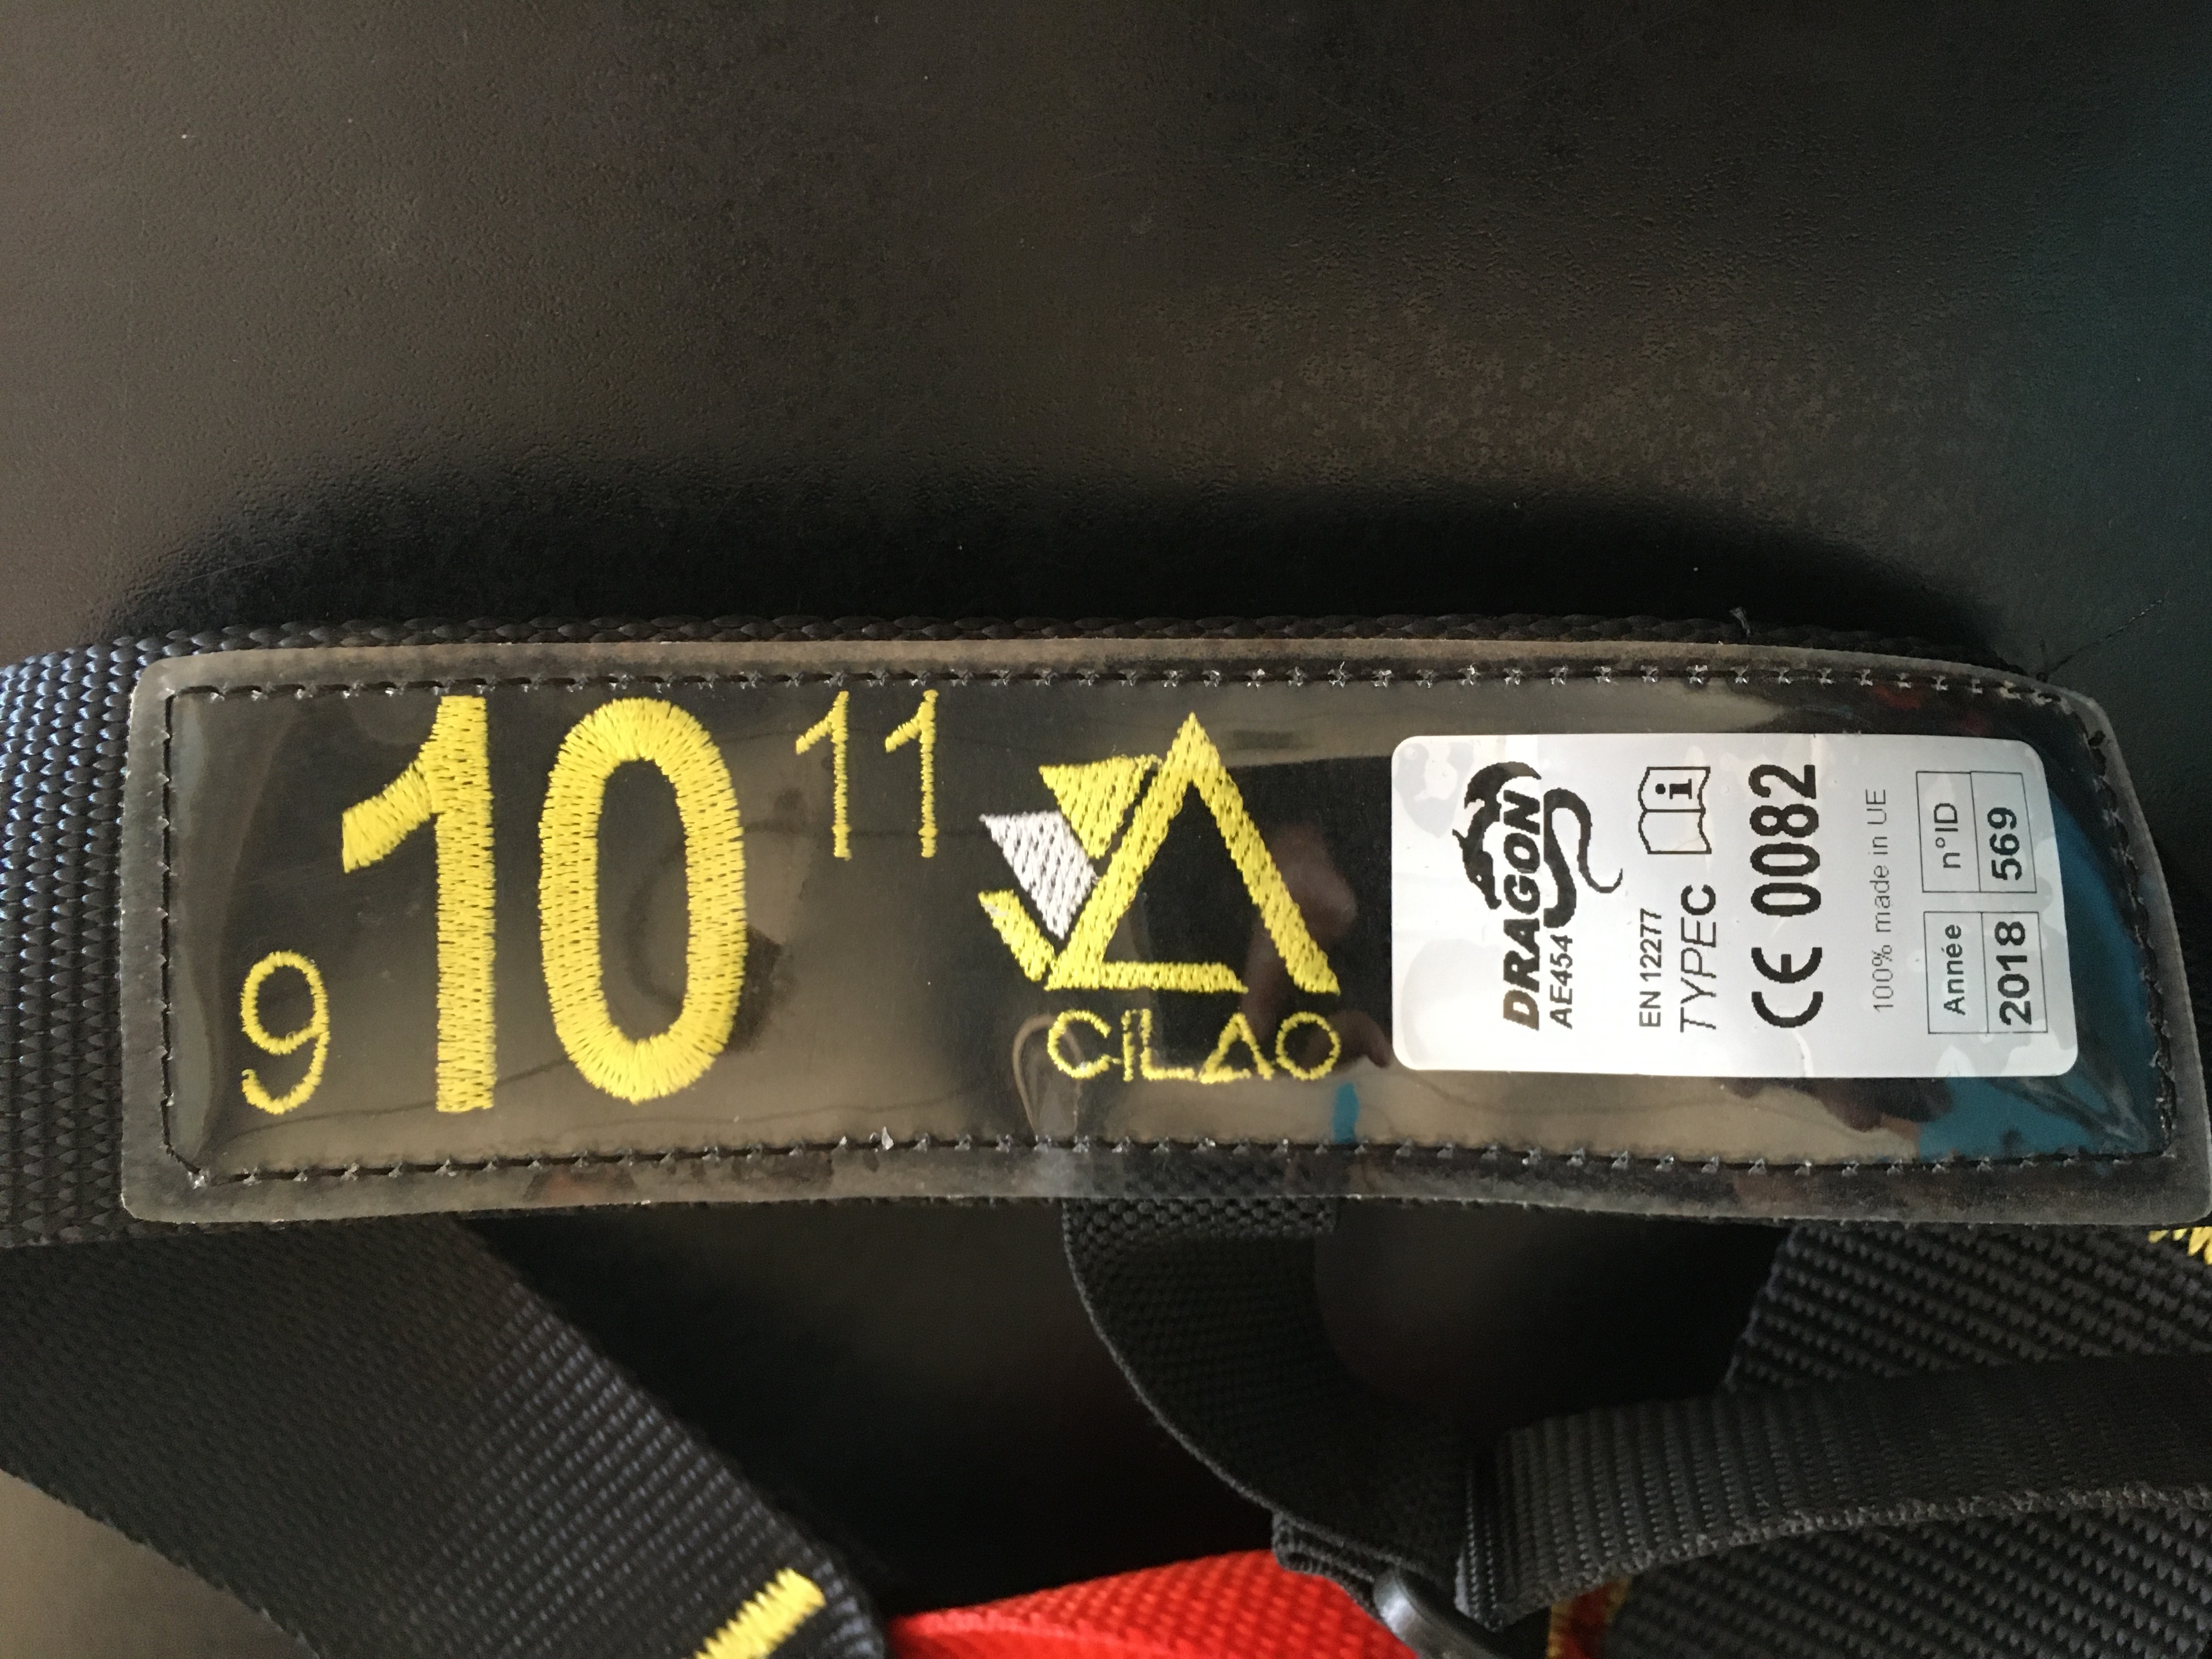 9 10 11
CILAO
DRAGON
AE454
EN 12277
TYPE C
CE 0082
100% made in UE
Année n°ID
2018 569